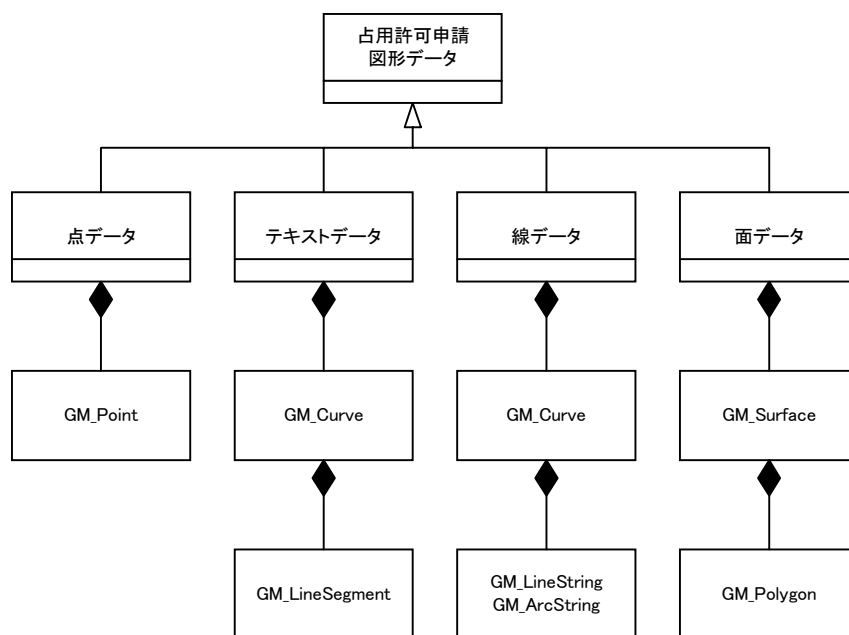 占用許可申請
図形データ
点データ
テキストデータ
線データ
面データ
GM_Point
GM_Curve
GM_Curve
GM_Surface
GM_LineSegment
GM_LineString
GM_ArcString
GM_Polygon